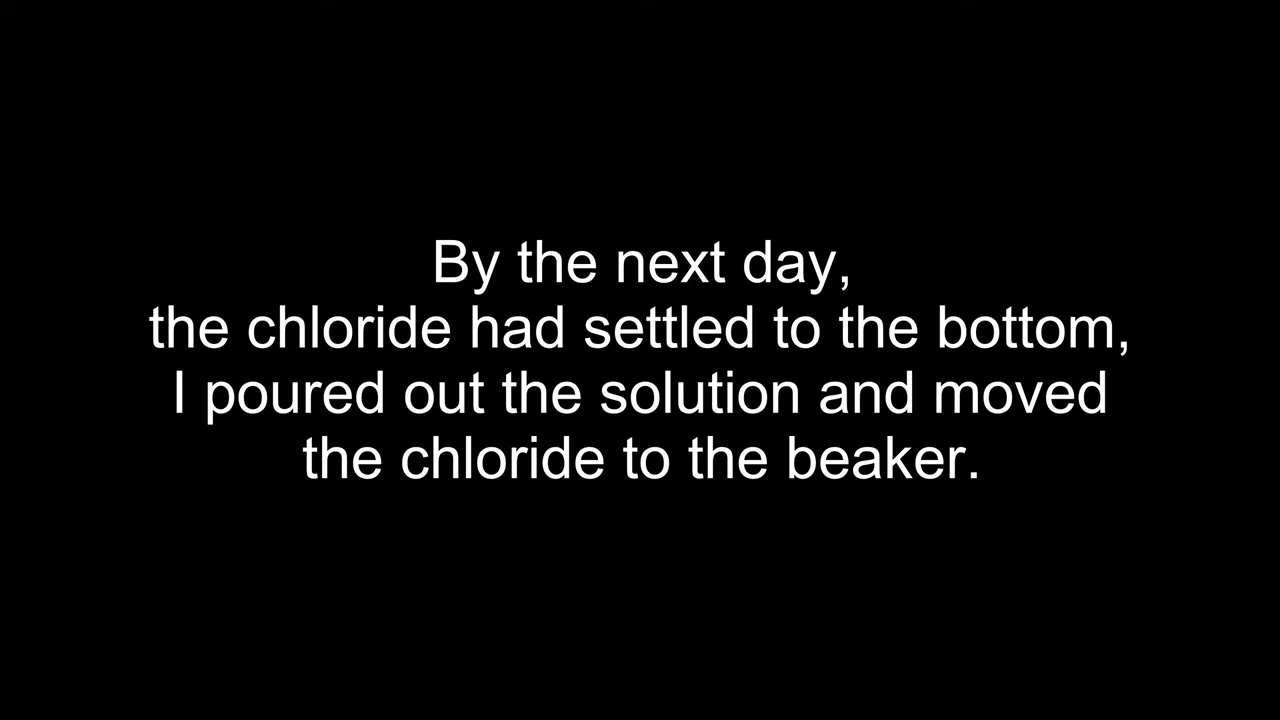 By the next day,
the chloride had settled to the bottom,
I poured out the solution and moved
the chloride to the beaker.